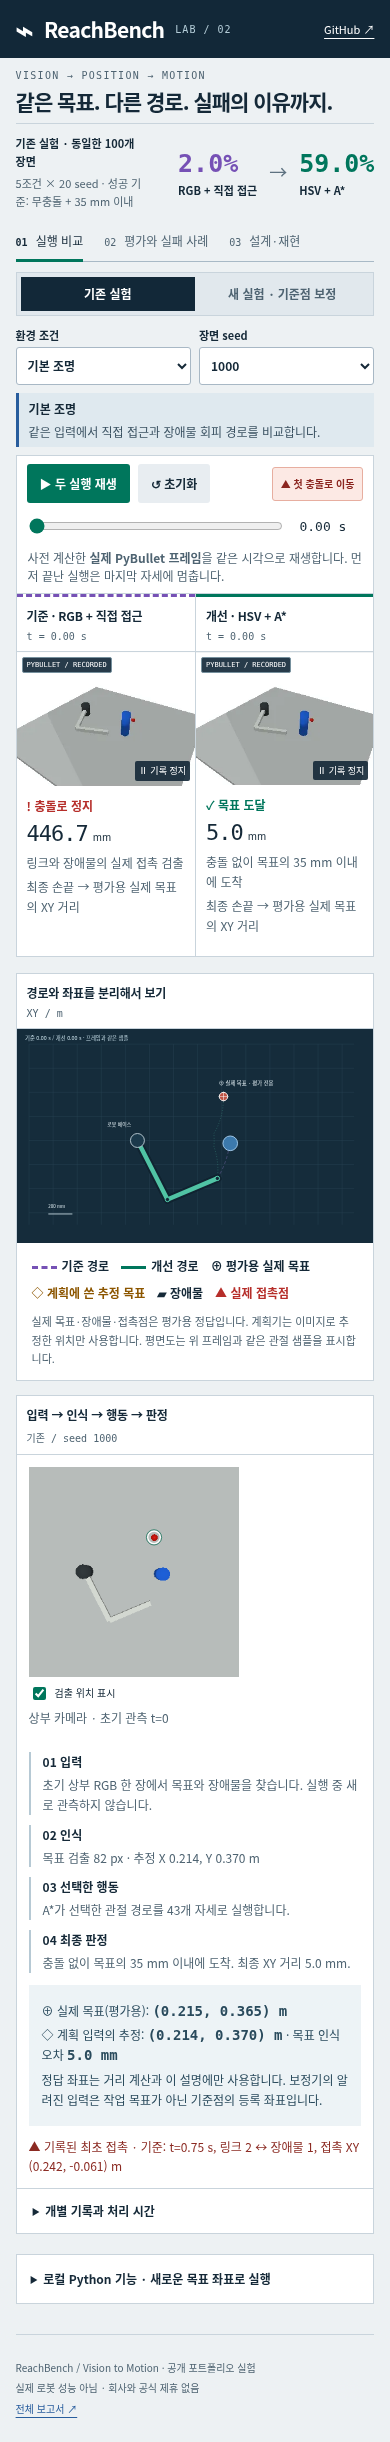 ReachBench LAB / 02 GitHub ↗
VISION → POSITION → MOTION
같은 목표. 다른 경로. 실패의 이유까지.
기존 실험 · 동일한 100개
장면
5조건 × 20 seed · 성공 기
준: 무충돌 + 35 mm 이내
2.0% → 59.0%
RGB + 직접 접근 HSV + A*
01 실행 비교 02 평가와 실패 사례 03 설계·재현
기존 실험 새 실험 · 기준점 보정
환경 조건 장면 seed
기본 조명 1000
기본 조명
같은 입력에서 직접 접근과 장애물 회피 경로를 비교합니다.
▶ 두 실행 재생 ↺ 초기화 ▲ 첫 충돌로 이동
0.00 s
사전 계산한 실제 PyBullet 프레임을 같은 시각으로 재생합니다. 먼
저 끝난 실행은 마지막 자세에 멈춥니다.
기준 · RGB + 직접 접근
t = 0.00 s
PYBULLET / RECORDED
Ⅱ 기록 정지
! 충돌로 정지
446.7 mm
링크와 장애물의 실제 접촉 검출
최종 손끝 → 평가용 실제 목표
의 XY 거리
개선 · HSV + A*
t = 0.00 s
PYBULLET / RECORDED
Ⅱ 기록 정지
✓ 목표 도달
5.0 mm
충돌 없이 목표의 35 mm 이내
에 도착
최종 손끝 → 평가용 실제 목표
의 XY 거리
경로와 좌표를 분리해서 보기
XY / m
기준 0.00 s / 개선 0.00 s · 프레임과 같은 샘플
⊕ 실제 목표 · 평가 전용
로봇 베이스
200 mm
기준 경로 개선 경로 ⊕ 평가용 실제 목표
◇ 계획에 쓴 추정 목표 ▰ 장애물 ▲ 실제 접촉점
실제 목표·장애물·접촉점은 평가용 정답입니다. 계획기는 이미지로 추
정한 위치만 사용합니다. 평면도는 위 프레임과 같은 관절 샘플을 표시합
니다.
입력 → 인식 → 행동 → 판정
기존 / seed 1000
검출 위치 표시
상부 카메라 · 초기 관측 t=0
01 입력
초기 상부 RGB 한 장에서 목표와 장애물을 찾습니다. 실행 중 새
로 관측하지 않습니다.
02 인식
목표 검출 82 px · 추정 X 0.214, Y 0.370 m
03 선택한 행동
A*가 선택한 관절 경로를 43개 자세로 실행합니다.
04 최종 판정
충돌 없이 목표의 35 mm 이내에 도착. 최종 XY 거리 5.0 mm.
⊕ 실제 목표(평가용): (0.215, 0.365) m
◇ 계획 입력의 추정: (0.214, 0.370) m · 목표 인식
오차 5.0 mm
정답 좌표는 거리 계산과 이 설명에만 사용합니다. 보정기의 알
려진 입력은 작업 목표가 아닌 기준점의 등록 좌표입니다.
▲ 기록된 최초 접촉 · 기준: t=0.75 s, 링크 2 ↔ 장애물 1, 접촉 XY
(0.242, -0.061) m
▶ 개별 기록과 처리 시간
▶ 로컬 Python 기능 · 새로운 목표 좌표로 실행
ReachBench / Vision to Motion · 공개 포트폴리오 실험
실제 로봇 성능 아님 · 회사와 공식 제휴 없음
전체 보고서 ↗